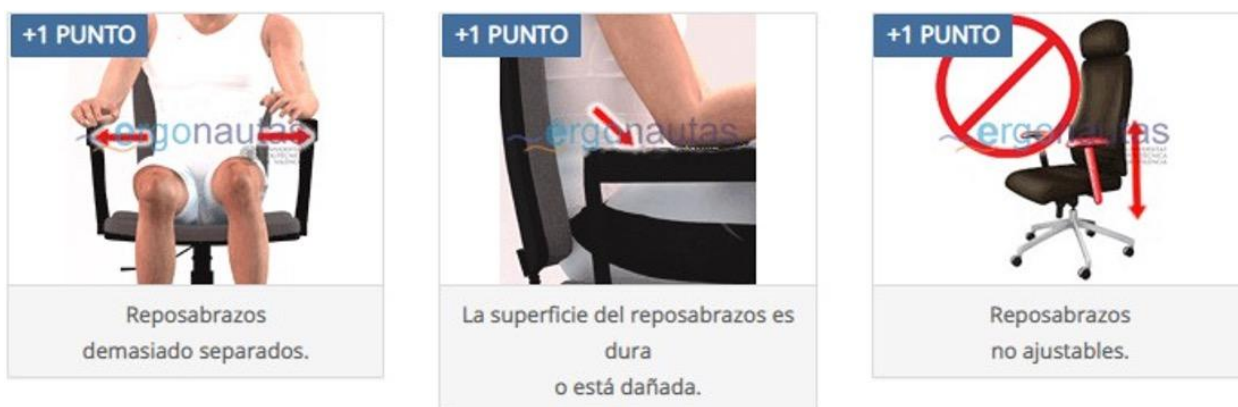 +1 PUNTO
ergonautas
Reposabrazos
demasiado separados.
+1 PUNTO
ergonautas
La superficie del reposabrazos es
dura
o está dañada.
+1 PUNTO
ergonautas
Reposabrazos
no ajustables.